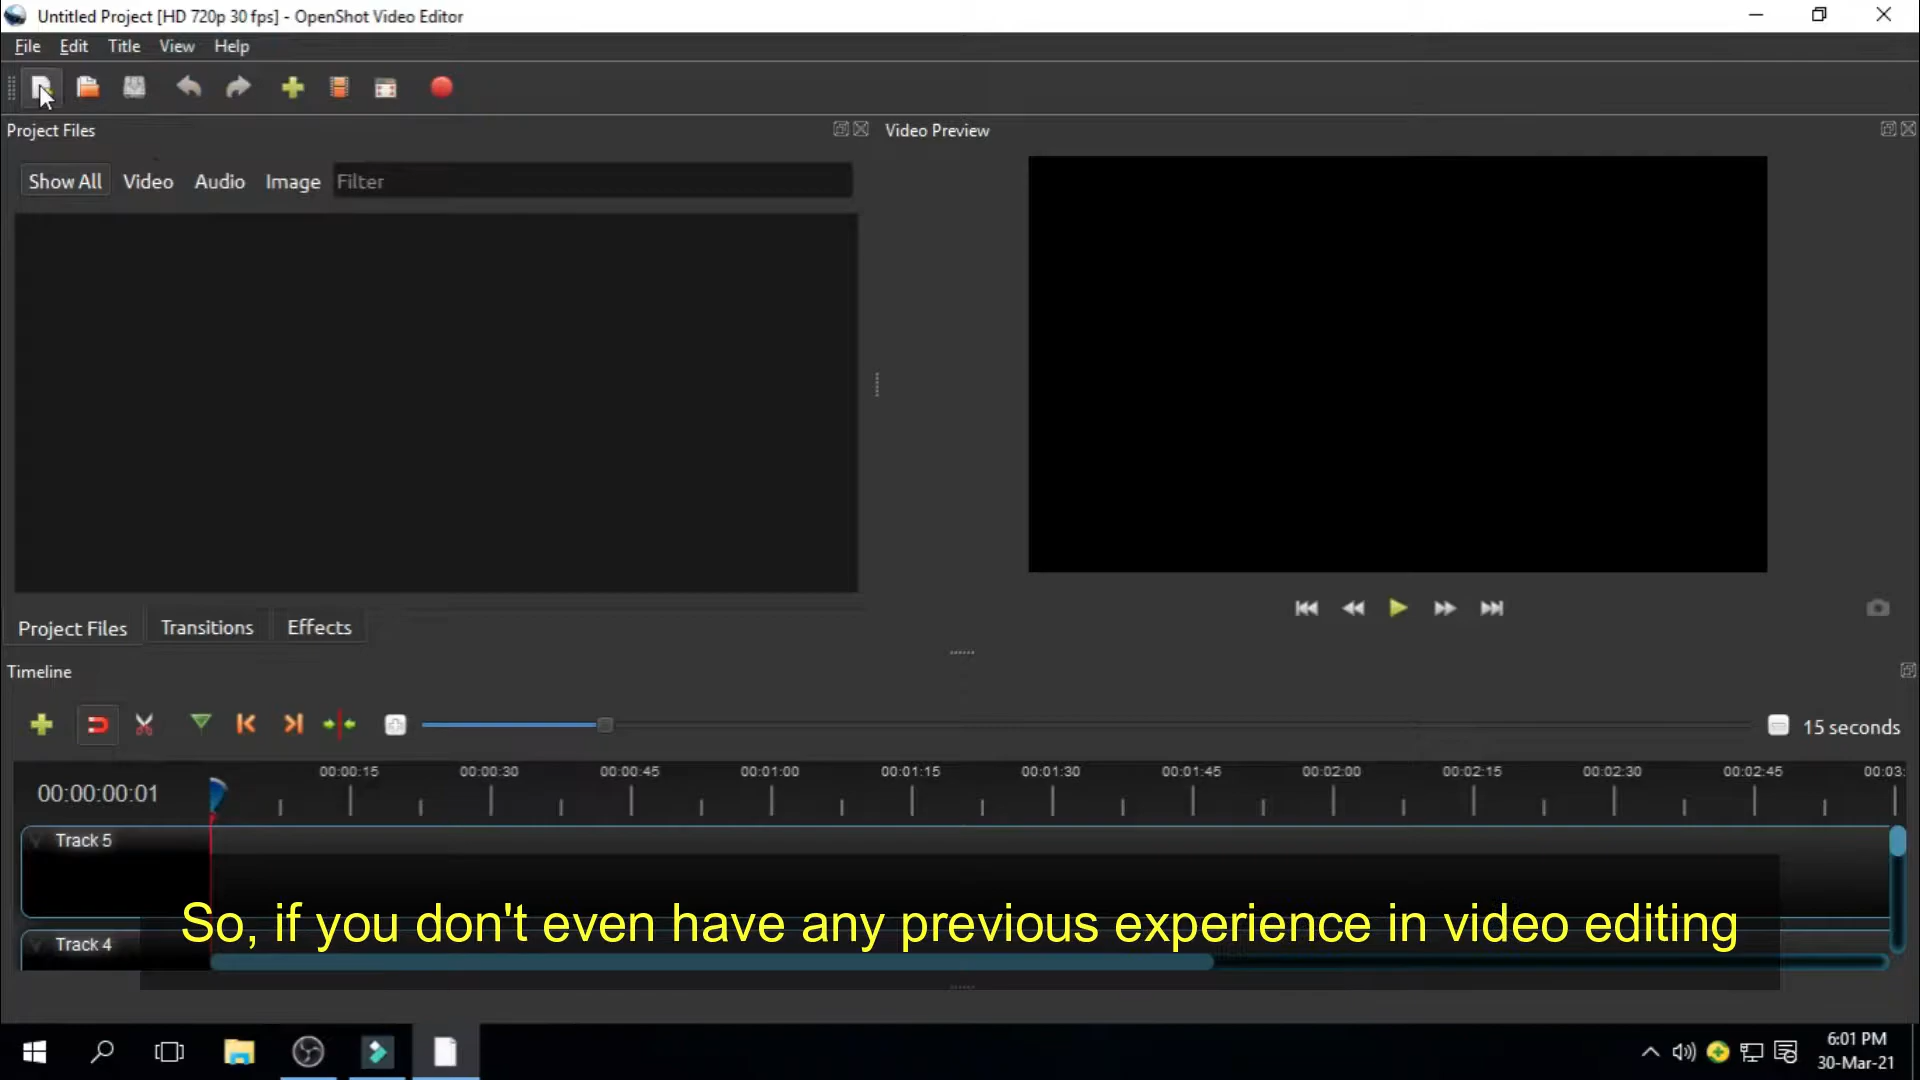 Untitled Project [HD 720p 30 fps] - OpenShot Video Editor
File Edit Title View Help
Project Files
Video Preview
Show All Video Audio Image Filter
Project Files Transitions Effects
Timeline
15 seconds
00:00:15 00:00:30 00:00:45 00:01:00 00:01:15 00:01:30 00:01:45 00:02:00 00:02:15 00:02:30 00:02:45 00:03:
00:00:00:01
Track 5
So, if you don't even have any previous experience in video editing
Track 4
6:01 PM
30-Mar-21